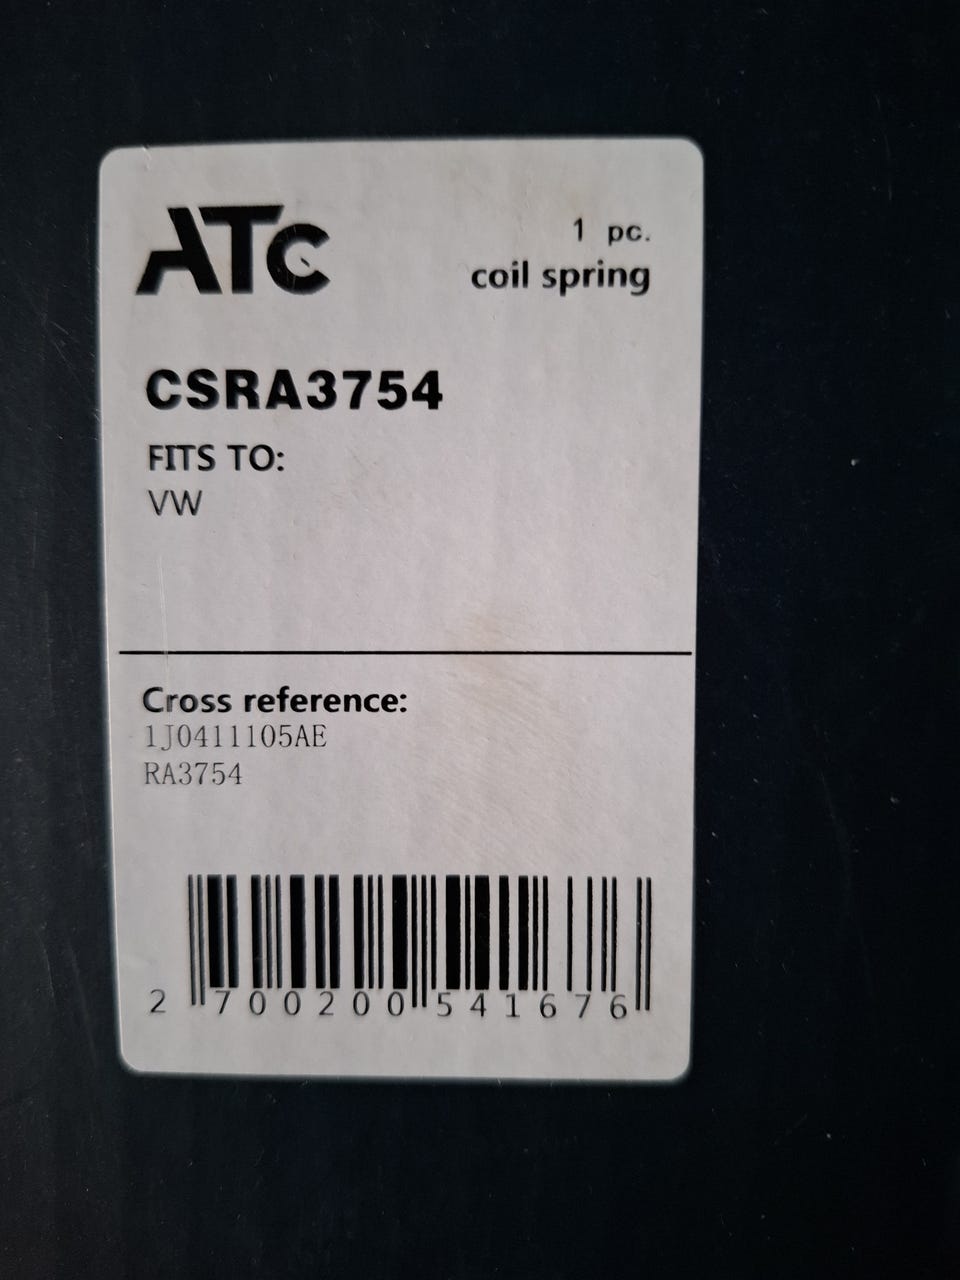 ATC
1 pc.
coil spring
CSRA3754
FITS TO:
VW
Cross reference:
1J0411105AE
RA3754
2 700200 541676